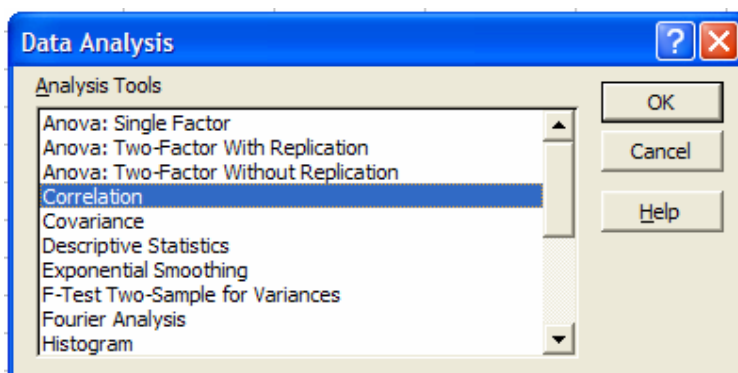 Data Analysis
Analysis Tools
Anova: Single Factor
Anova: Two-Factor With Replication
Anova: Two-Factor Without Replication
Correlation
Covariance
Descriptive Statistics
Exponential Smoothing
F-Test Two-Sample for Variances
Fourier Analysis
Histogram
OK
Cancel
Help